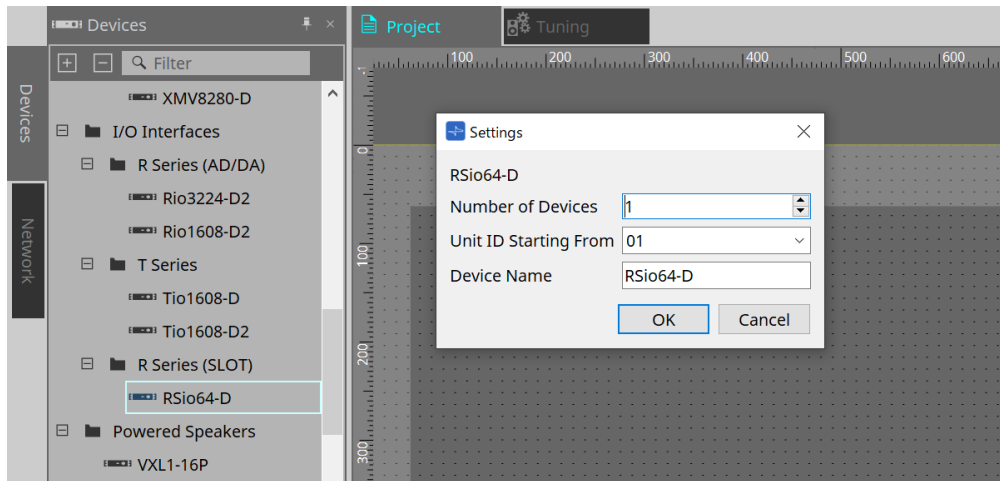 Devices
Project
Tuning
Filter
Devices
Network
XMV8280-D
I/O Interfaces
R Series (AD/DA)
Rio3224-D2
Rio1608-D2
T Series
Tio1608-D
Tio1608-D2
R Series (SLOT)
RSio64-D
Powered Speakers
VXL1-16P
100
200
300
400
500
600
-1
0
100
200
300
Settings
RSio64-D
Number of Devices 1
Unit ID Starting From 01
Device Name RSio64-D
OK Cancel